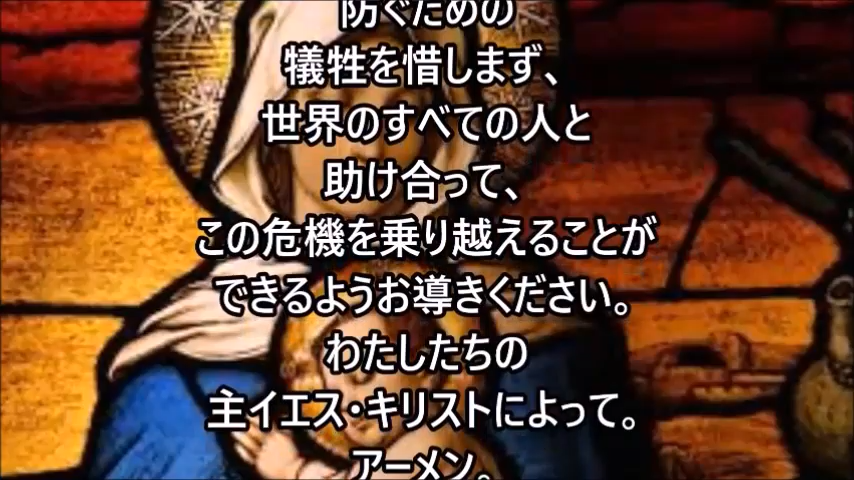 防ぐための
犠牲を惜しまず、
世界のすべての人と
助け合って、
この危機を乗り越えることが
できるようお導きください。
わたしたちの
主イエス・キリストによって。
アーメン。